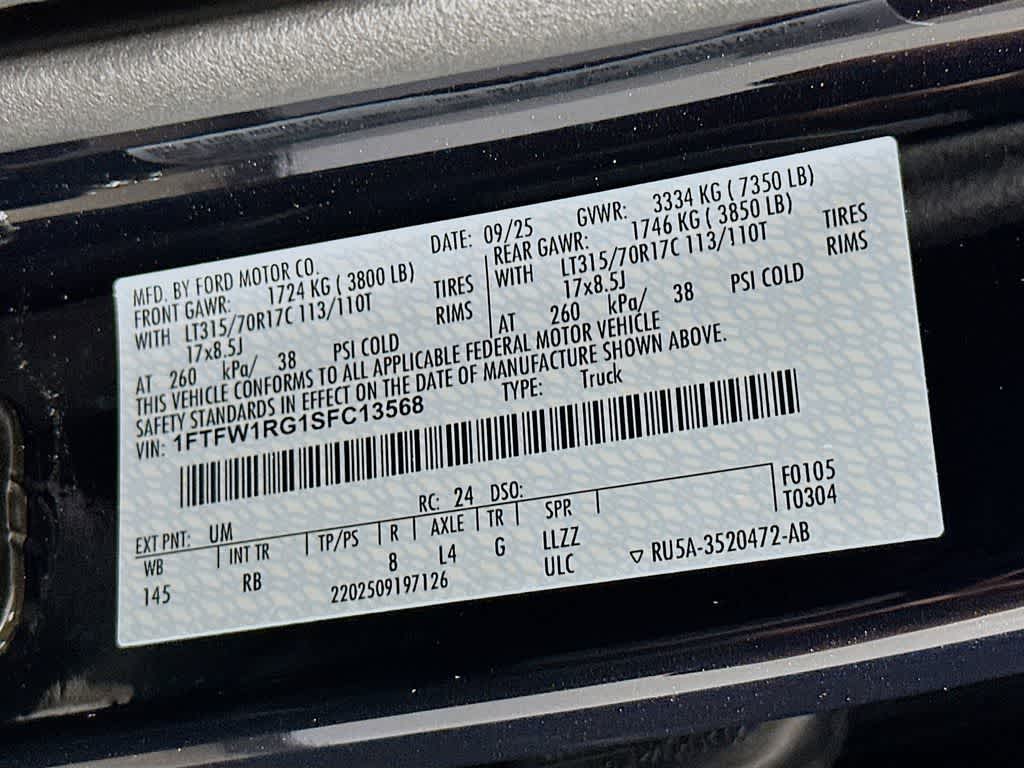 MFD. BY FORD MOTOR CO. DATE: 09/25 GVWR: 3334 KG ( 7350 LB)
FRONT GAWR: 1724 KG ( 3800 LB) REAR GAWR: 1746 KG ( 3850 LB)
WITH LT315/70R17C 113/110T TIRES WITH LT315/70R17C 113/110T TIRES
17x8.5J RIMS 17x8.5J RIMS
AT 260 kPa/ 38 PSI COLD AT 260 kPa/ 38 PSI COLD
THIS VEHICLE CONFORMS TO ALL APPLICABLE FEDERAL MOTOR VEHICLE
SAFETY STANDARDS IN EFFECT ON THE DATE OF MANUFACTURE SHOWN ABOVE.
VIN: 1FTFW1RG1SFC13568 TYPE: Truck
EXT PNT: UM RC: 24 DSO: F0105
WB INT TR TP/PS R AXLE TR SPR T0304
145 RB 8 L4 G LLZZ
2202509197126 ULC ▽ RU5A-3520472-AB